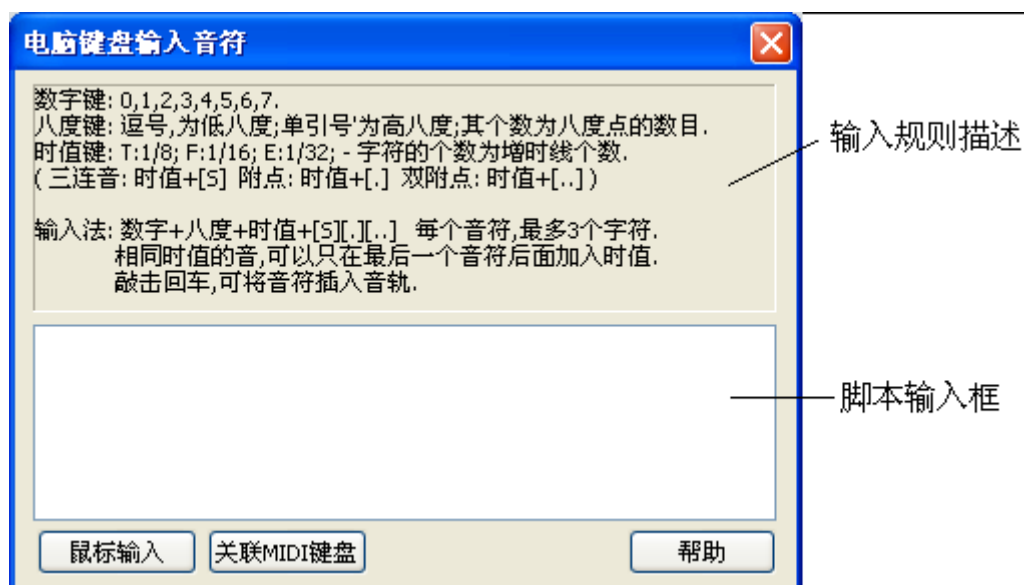 电脑键盘输入音符
数字键: 0,1,2,3,4,5,6,7.
八度键: 逗号,为低八度;单引号'为高八度;其个数为八度点的数目.
时值键: T:1/8; F:1/16; E:1/32; - 字符的个数为增时线个数.
( 三连音: 时值+[S] 附点: 时值+[.] 双附点: 时值+[..] )
输入法: 数字+八度+时值+[S][.][..] 每个音符,最多3个字符.
相同时值的音,可以只在最后一个音符后面加入时值.
敲击回车,可将音符插入音轨.
输入规则描述
脚本输入框
鼠标输入
关联MIDI键盘
帮助